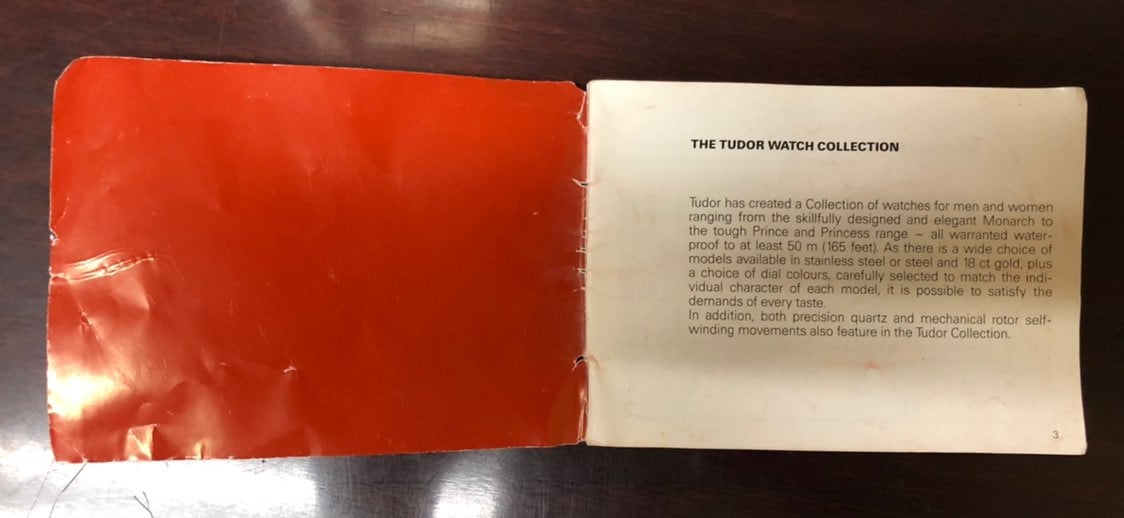 THE TUDOR WATCH COLLECTION
Tudor has created a Collection of watches for men and women
ranging from the skillfully designed and elegant Monarch to
the tough Prince and Princess range – all warranted water-
proof to at least 50 m (165 feet). As there is a wide choice of
models available in stainless steel or steel and 18 ct gold, plus
a choice of dial colours, carefully selected to match the indi-
vidual character of each model, it is possible to satisfy the
demands of every taste.
In addition, both precision quartz and mechanical rotor self-
winding movements also feature in the Tudor Collection.
3